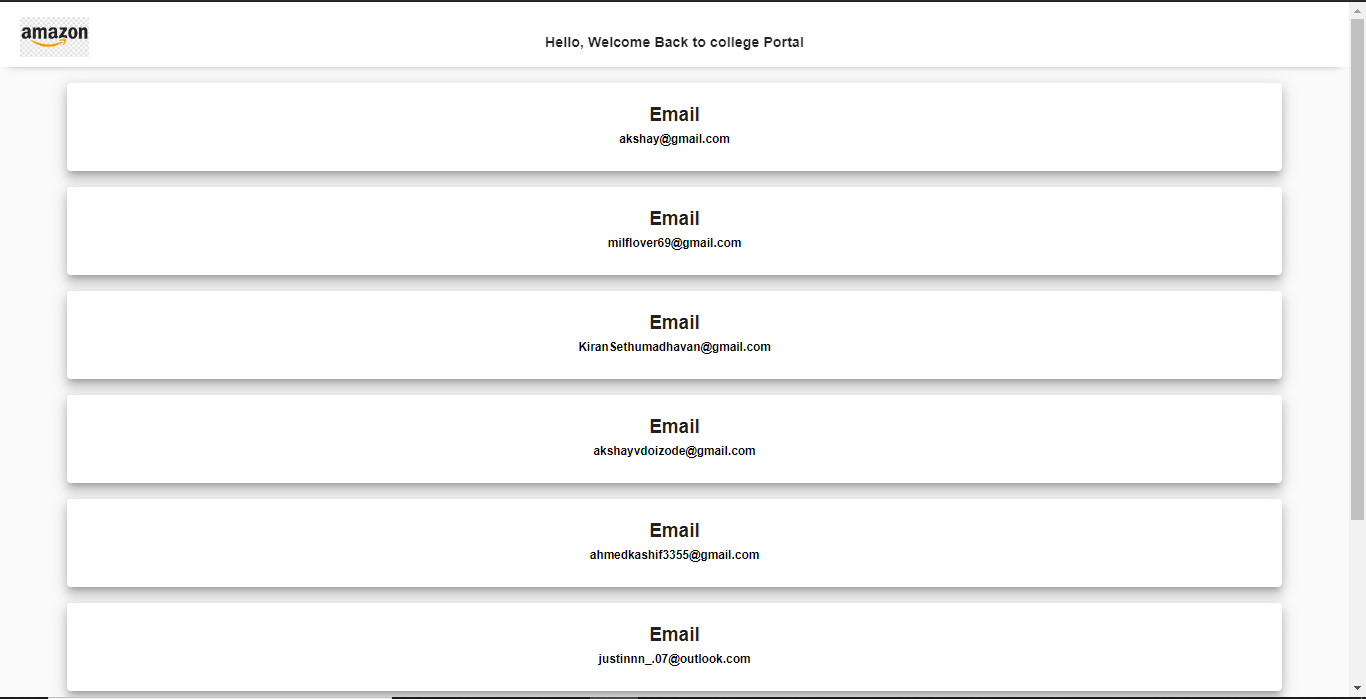 amazon
Hello, Welcome Back to college Portal
Email
akshay@gmail.com
Email
milflover69@gmail.com
Email
KiranSethumadhavan@gmail.com
Email
akshayvdoizode@gmail.com
Email
ahmedkashif3355@gmail.com
Email
justinnn_.07@outlook.com